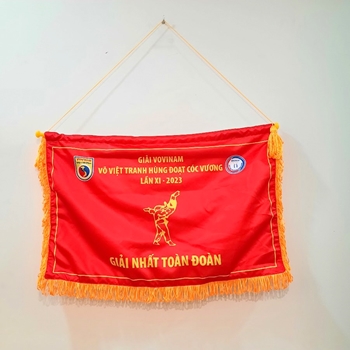 GIẢI VOVINAM
VÕ VIỆT TRANH HÙNG ĐOẠT CÓC VƯƠNG
LẦN XI - 2023
GIẢI NHẤT TOÀN ĐOÀN